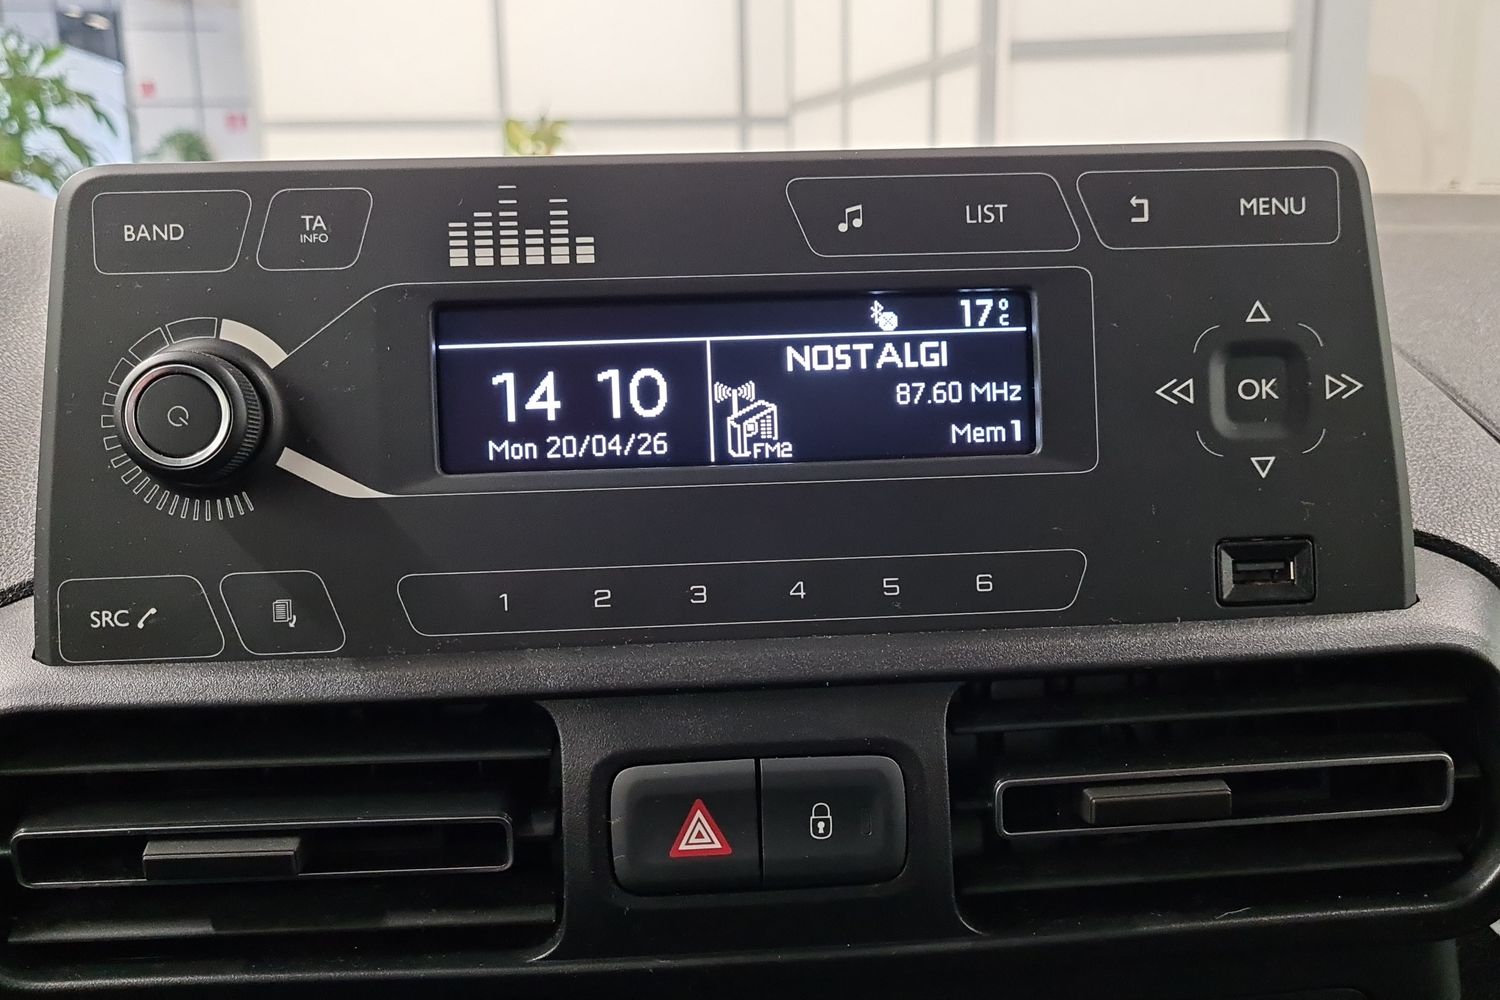 BAND
TA
INFO
LIST
MENU
17°C
14 10
Mon 20/04/26
NOSTALGI
87.60 MHz
FM2
Mem 1
OK
SRC
1 2 3 4 5 6